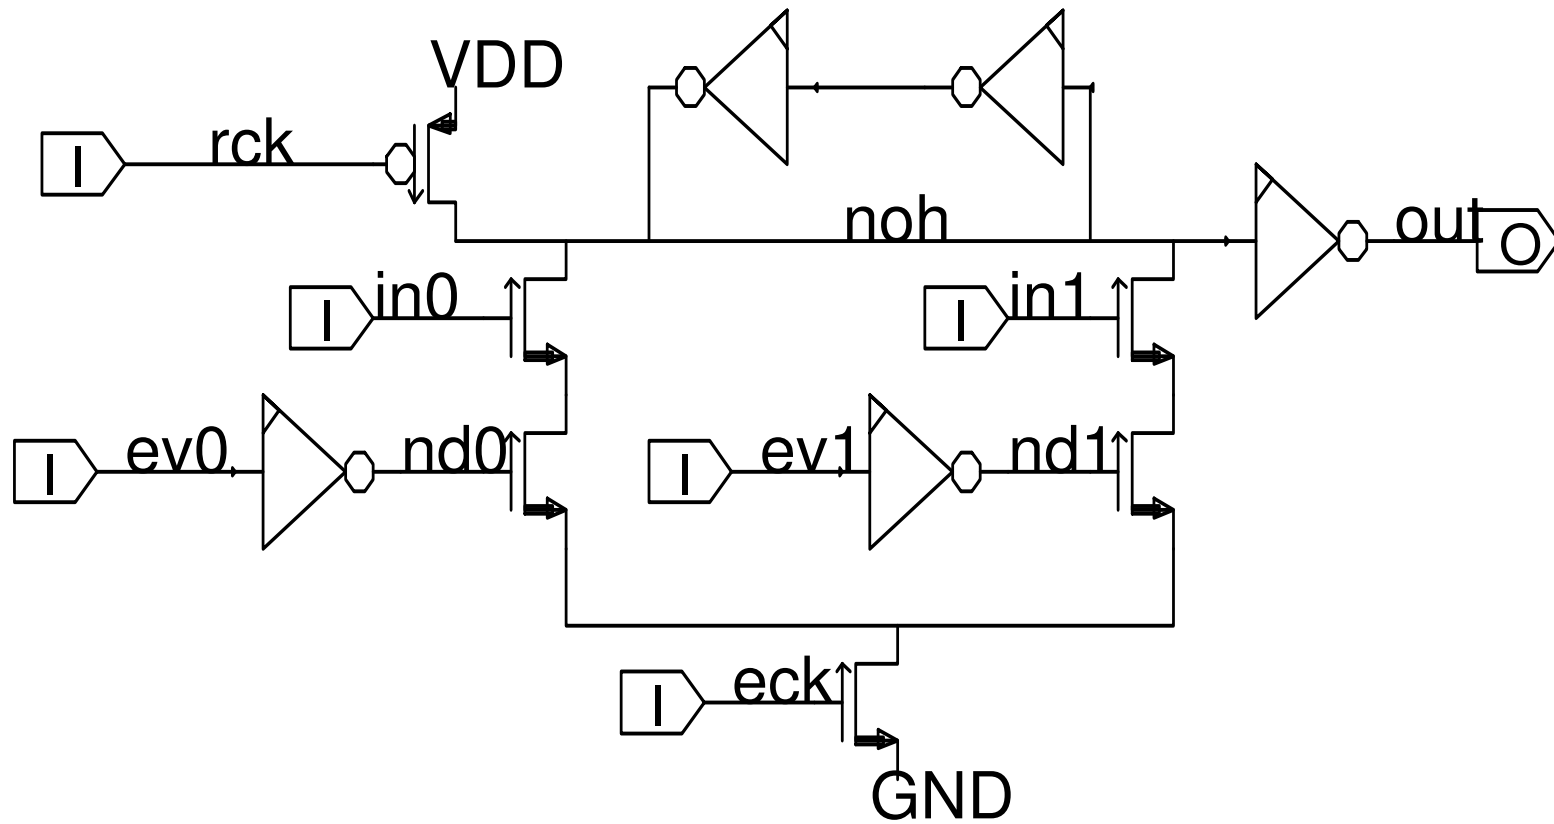 VDD
I rck
noh
out O
I in0
I in1
I ev0 nd0
I ev1 nd1
I eck
GND